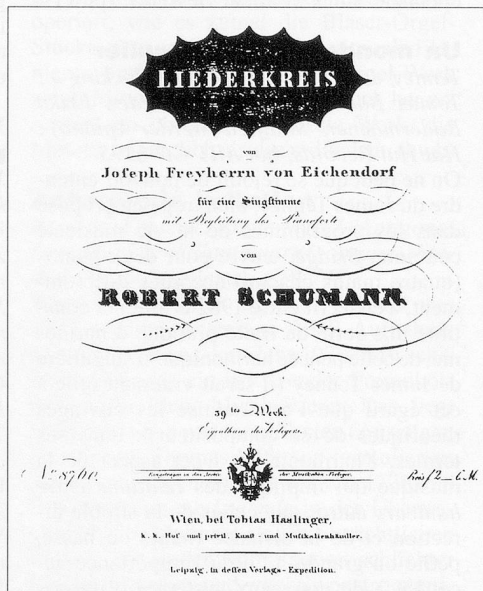 LIEDERKREIS
von
Joseph Freyherrn von Eichendorf
für eine Singstimme
mit Begleitung des Pianoforte
von
ROBERT SCHUMANN.
39tes Werk.
Eigenthum des Verlegers.
No 8760.
Eingetragen in das Archiv der Musikalien-Verleger.
Preis f 2_C.M.
Wien, bei Tobias Haslinger,
k.k. Hof- und privil. Kunst- und Musikalienhändler.
Leipzig, in dessen Verlags-Expedition.